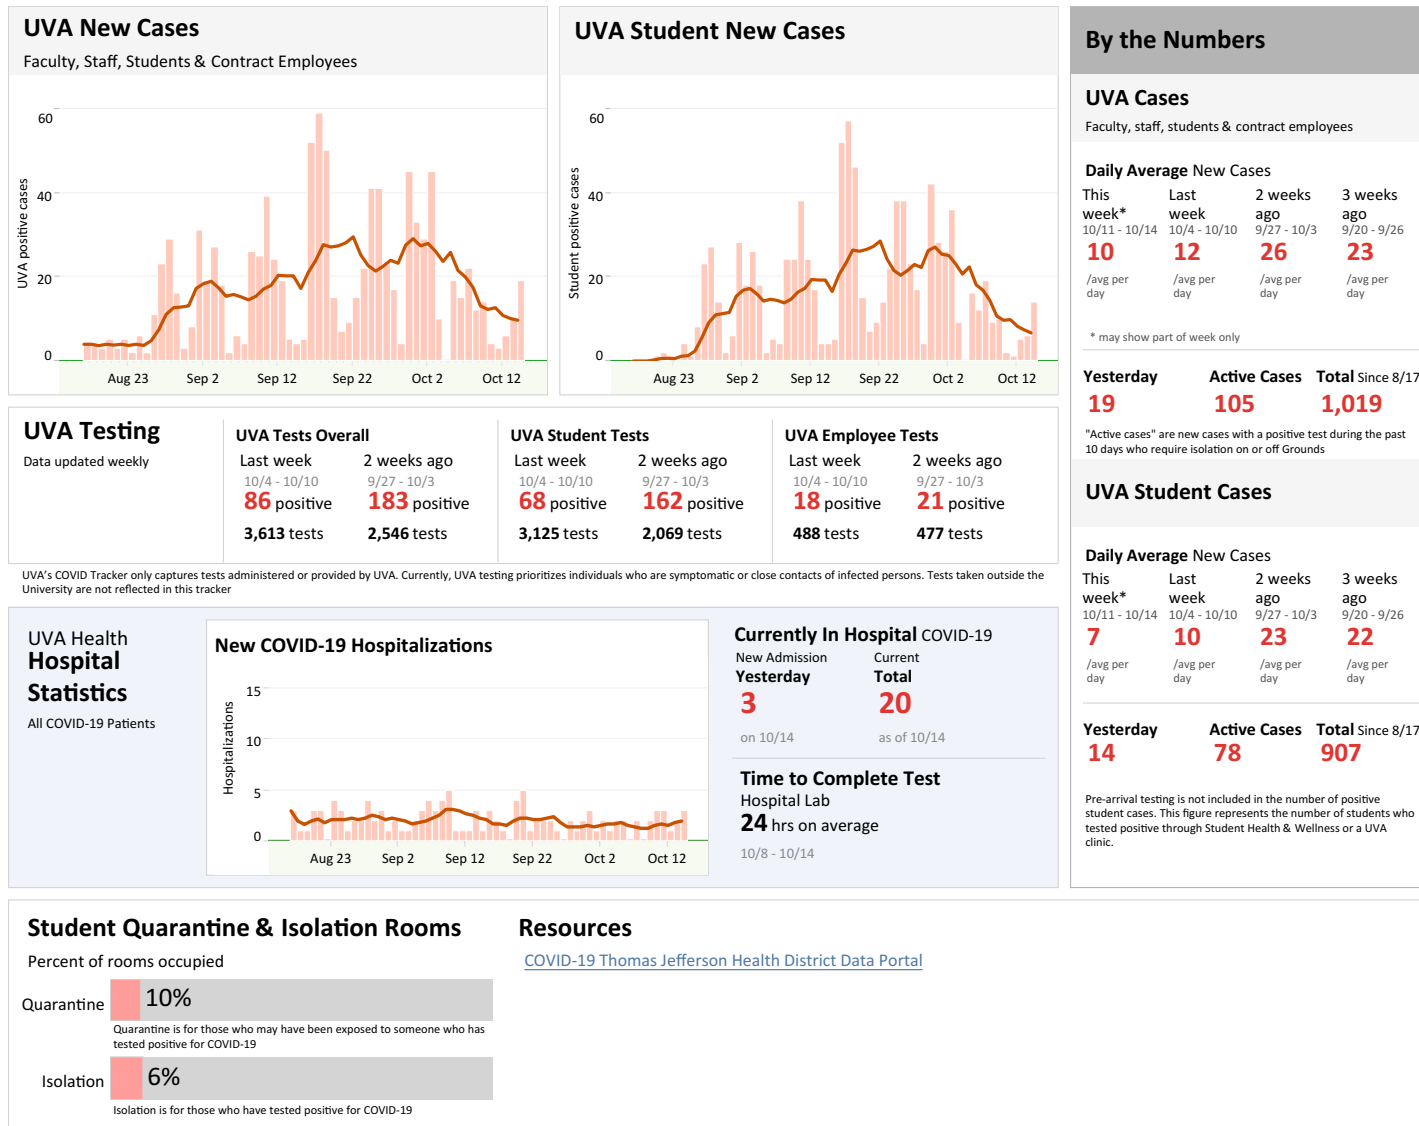 UVA New Cases
Faculty, Staff, Students & Contract Employees
60
40
20
0
UVA positive cases
Aug 23 Sep 2 Sep 12 Sep 22 Oct 2 Oct 12
UVA Student New Cases
60
40
20
0
Student positive cases
Aug 23 Sep 2 Sep 12 Sep 22 Oct 2 Oct 12
UVA Testing
Data updated weekly
UVA Tests Overall
Last week 2 weeks ago
10/4 - 10/10 9/27 - 10/3
86 positive 183 positive
3,613 tests 2,546 tests
UVA Student Tests
Last week 2 weeks ago
10/4 - 10/10 9/27 - 10/3
68 positive 162 positive
3,125 tests 2,069 tests
UVA Employee Tests
Last week 2 weeks ago
10/4 - 10/10 9/27 - 10/3
18 positive 21 positive
488 tests 477 tests
UVA's COVID Tracker only captures tests administered or provided by UVA. Currently, UVA testing prioritizes individuals who are symptomatic or close contacts of infected persons. Tests taken outside the
University are not reflected in this tracker
UVA Health
Hospital
Statistics
All COVID-19 Patients
New COVID-19 Hospitalizations
15
10
5
0
Hospitalizations
Aug 23 Sep 2 Sep 12 Sep 22 Oct 2 Oct 12
Currently In Hospital COVID-19
New Admission Current
Yesterday Total
3 20
on 10/14 as of 10/14
Time to Complete Test
Hospital Lab
24 hrs on average
10/8 - 10/14
By the Numbers
UVA Cases
Faculty, staff, students & contract employees
Daily Average New Cases
This Last 2 weeks 3 weeks
week* week ago ago
10/11 - 10/14 10/4 - 10/10 9/27 - 10/3 9/20 - 9/26
10 12 26 23
/avg per /avg per /avg per /avg per
day day day day
* may show part of week only
Yesterday Active Cases Total Since 8/17
19 105 1,019
"Active cases" are new cases with a positive test during the past
10 days who require isolation on or off Grounds
UVA Student Cases
Daily Average New Cases
This Last 2 weeks 3 weeks
week* week ago ago
10/11 - 10/14 10/4 - 10/10 9/27 - 10/3 9/20 - 9/26
7 10 23 22
/avg per /avg per /avg per /avg per
day day day day
Yesterday Active Cases Total Since 8/17
14 78 907
Pre-arrival testing is not included in the number of positive
student cases. This figure represents the number of students who
tested positive through Student Health & Wellness or a UVA
clinic.
Student Quarantine & Isolation Rooms
Percent of rooms occupied
Quarantine 10%
Quarantine is for those who may have been exposed to someone who has
tested positive for COVID-19
Isolation 6%
Isolation is for those who have tested positive for COVID-19
Resources
COVID-19 Thomas Jefferson Health District Data Portal